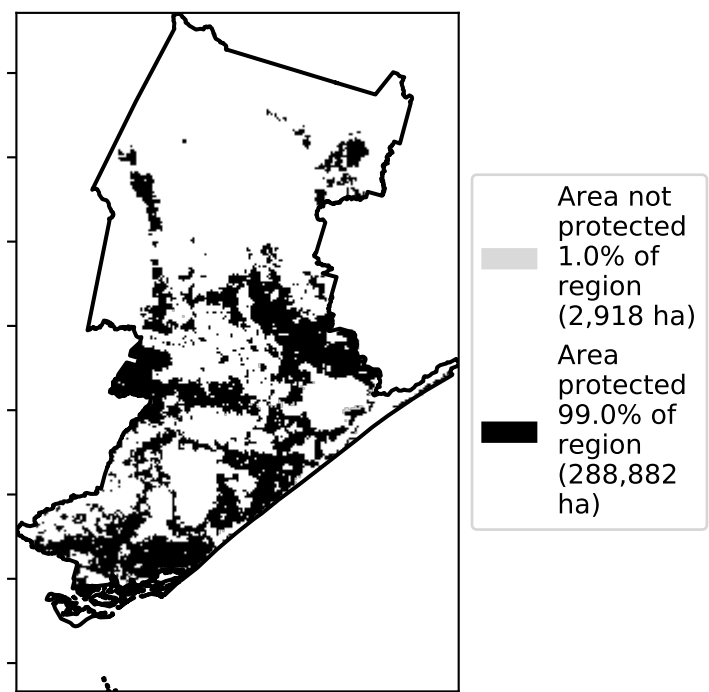 Area not
protected
1.0% of
region
(2,918 ha)
Area
protected
99.0% of
region
(288,882
ha)